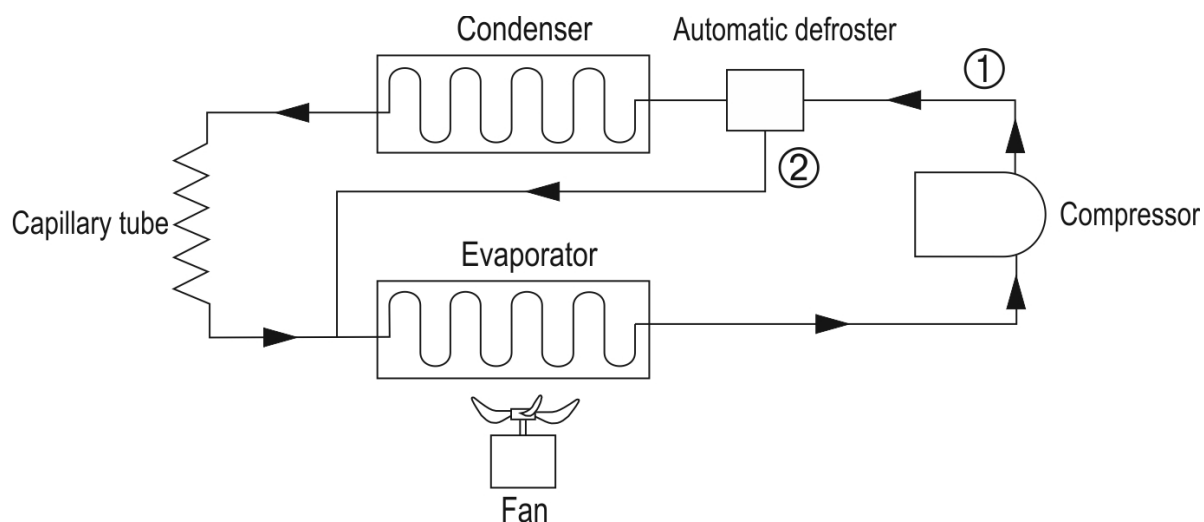 Condenser
Automatic defroster
①
②
Capillary tube
Compressor
Evaporator
Fan